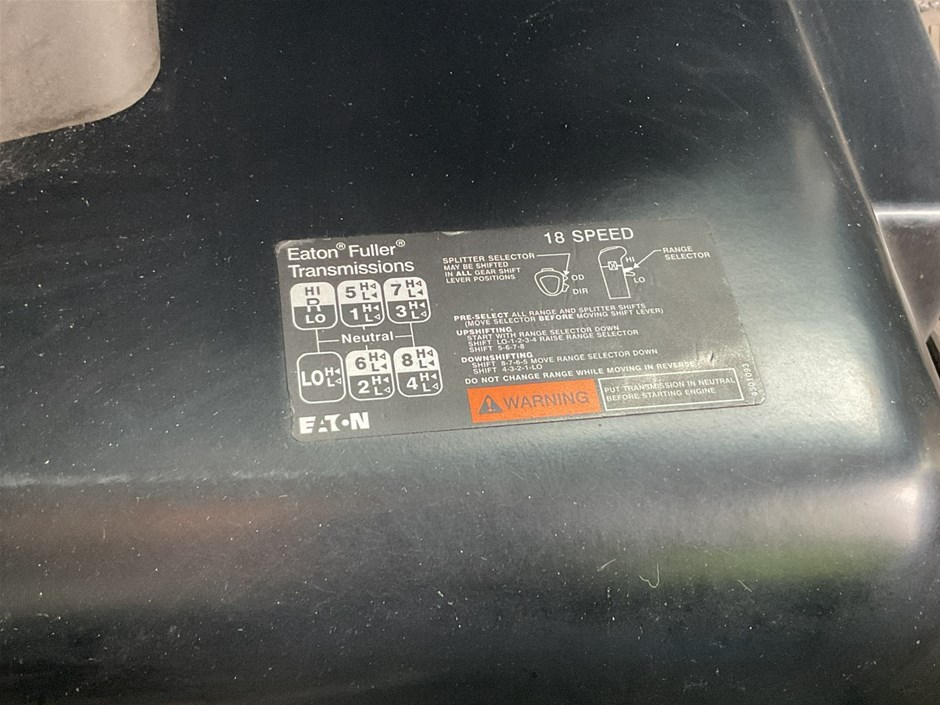 Eaton® Fuller®
Transmissions
18 SPEED
HI
R
LO
5 H L
1 H L
7 H L
3 H L
Neutral
LO H L
6 H L
2 H L
8 H L
4 H L
EATON
SPLITTER SELECTOR
MAY BE SHIFTED
IN ALL GEAR SHIFT
LEVER POSITIONS
OD
DIR
HI
LO
RANGE
SELECTOR
PRE-SELECT ALL RANGE AND SPLITTER SHIFTS
(MOVE SELECTOR BEFORE MOVING SHIFT LEVER)
UPSHIFTING
START WITH RANGE SELECTOR DOWN
SHIFT LO-1-2-3-4 RAISE RANGE SELECTOR
SHIFT 5-6-7-8
DOWNSHIFTING
SHIFT 8-7-6-5 MOVE RANGE SELECTOR DOWN
SHIFT 4-3-2-1-LO
DO NOT CHANGE RANGE WHILE MOVING IN REVERSE
WARNING
PUT TRANSMISSION IN NEUTRAL
BEFORE STARTING ENGINE